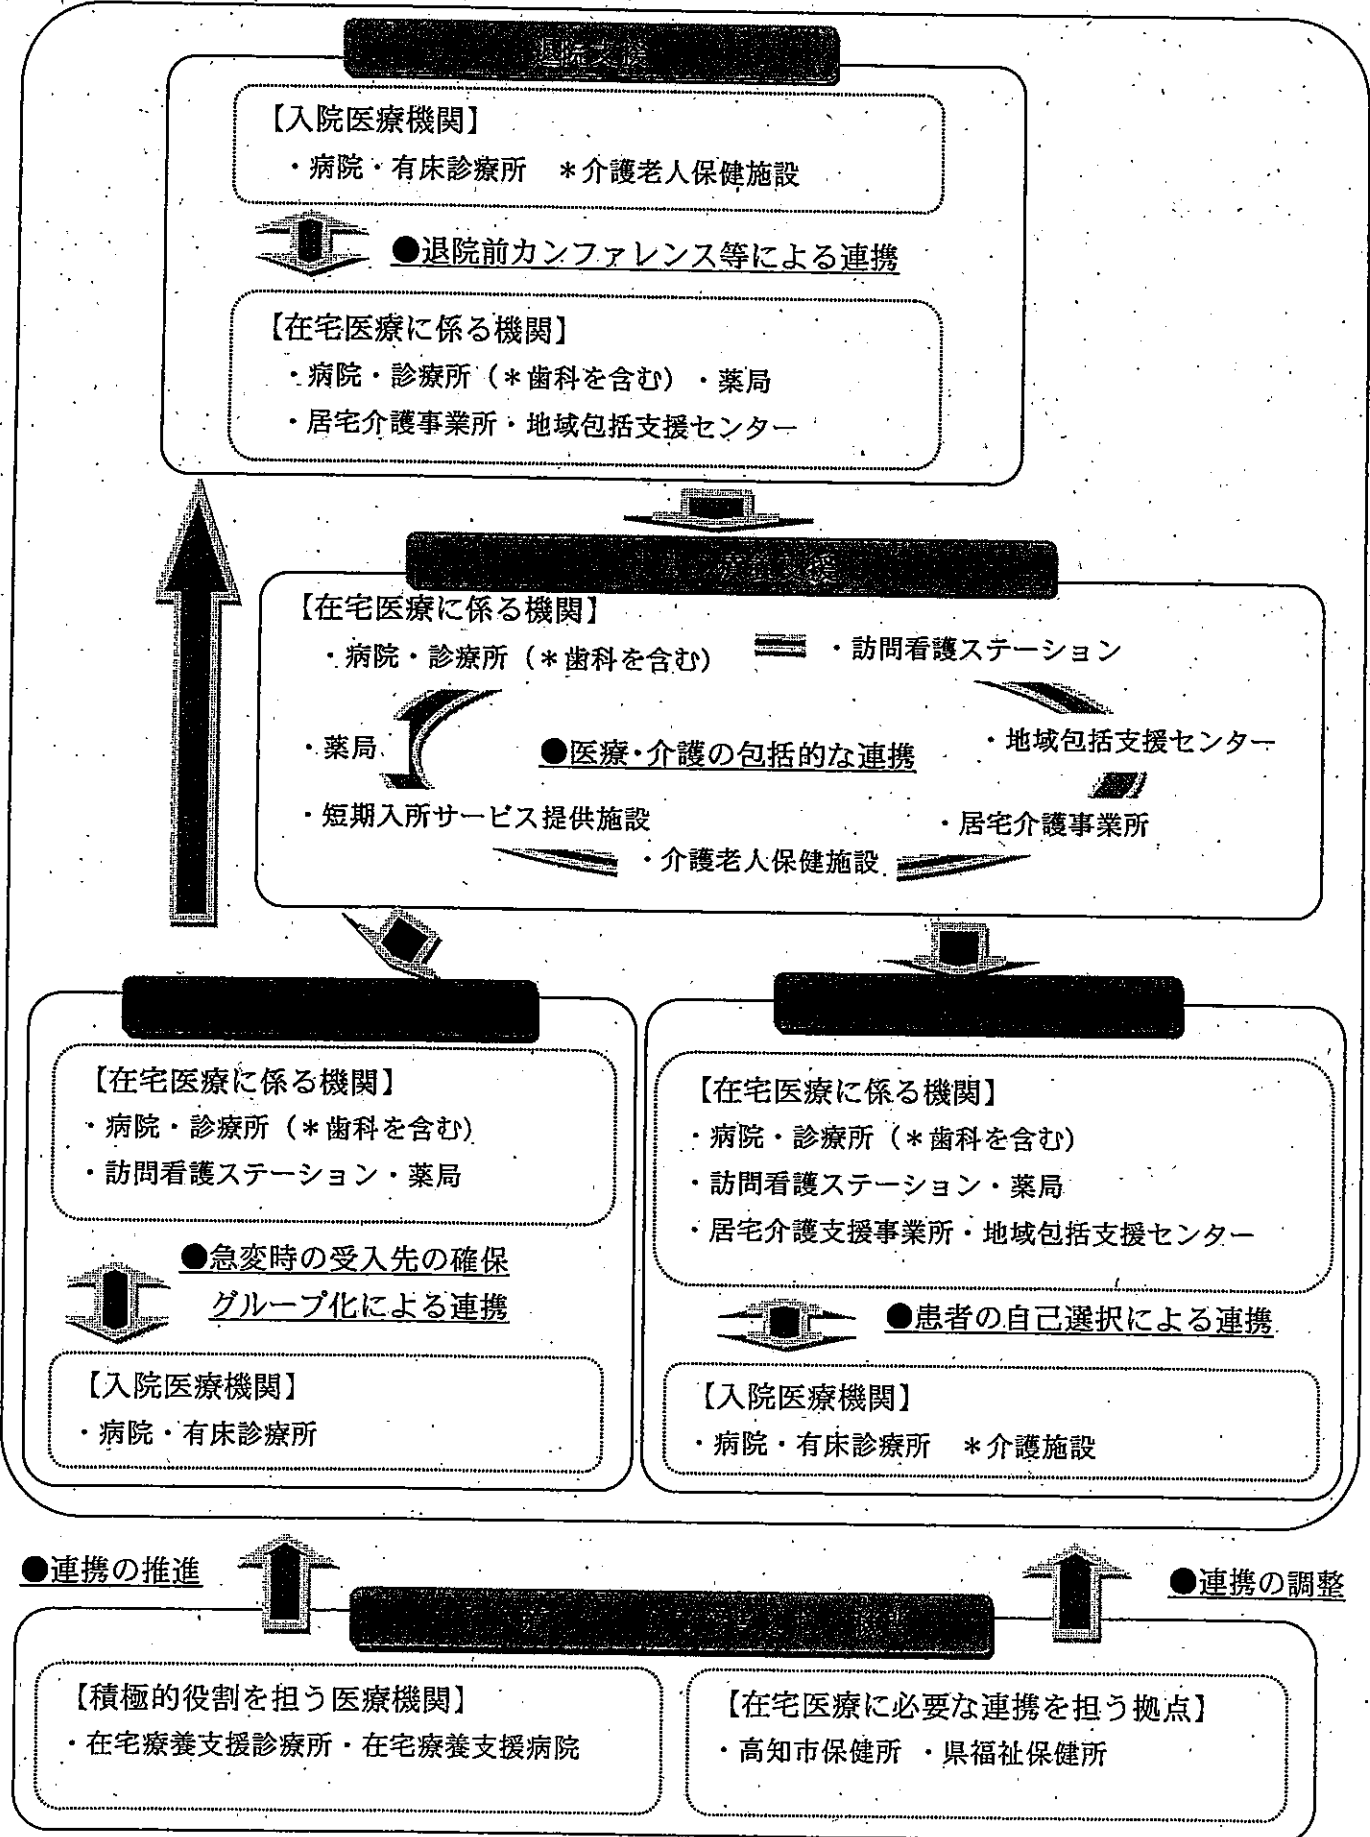 退院支援
【入院医療機関】
・病院・有床診療所　＊介護老人保健施設
●退院前カンファレンス等による連携
【在宅医療に係る機関】
・病院・診療所（＊歯科を含む）・薬局
・居宅介護事業所・地域包括支援センター
【在宅医療に係る機関】
・病院・診療所（＊歯科を含む）
・訪問看護ステーション
・薬局
●医療・介護の包括的な連携
・地域包括支援センター
・短期入所サービス提供施設
・居宅介護事業所
・介護老人保健施設
【在宅医療に係る機関】
・病院・診療所（＊歯科を含む）
・訪問看護ステーション・薬局
●急変時の受入先の確保
グループ化による連携
【入院医療機関】
・病院・有床診療所
【在宅医療に係る機関】
・病院・診療所（＊歯科を含む）
・訪問看護ステーション・薬局
・居宅介護支援事業所・地域包括支援センター
●患者の自己選択による連携
【入院医療機関】
・病院・有床診療所　＊介護施設
●連携の推進
●連携の調整
【積極的役割を担う医療機関】
・在宅療養支援診療所・在宅療養支援病院
【在宅医療に必要な連携を担う拠点】
・高知市保健所 ・県福祉保健所